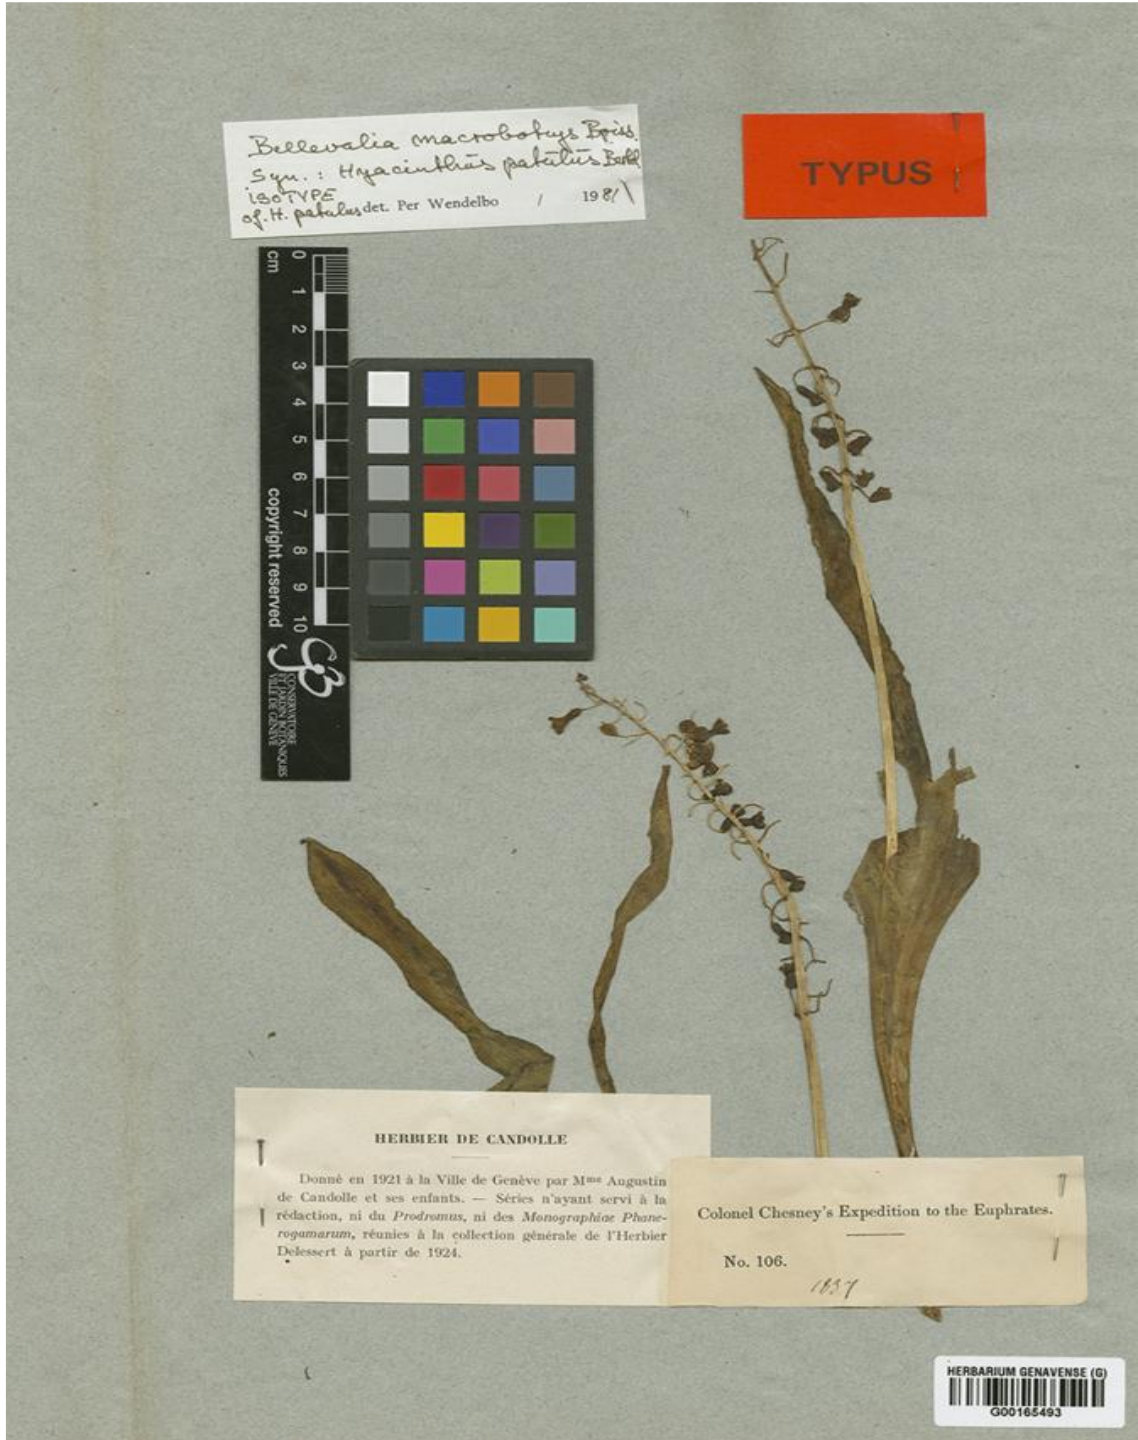 Bellevalia macrobotrys Boiss.
Syn.: Hyacinthus patulus Bertol
isoTYPE
of H. patulus det. Per Wendelbo / 1981
TYPUS
cm
0 1 2 3 4 5 6 7 8 9 10
copyright reserved
CONSERVATOIRE
ET JARDIN BOTANIQUES
VILLE DE GENÈVE
HERBIER DE CANDOLLE
Donné en 1921 à la Ville de Genève par Mme Augustin
de Candolle et ses enfants. — Séries n'ayant servi à la
rédaction, ni du Prodromus, ni des Monographiae Phane-
rogamarum, réunies à la collection générale de l'Herbier
Delessert à partir de 1924.
Colonel Chesney's Expedition to the Euphrates.
No. 106.
1837
HERBARIUM GENAVENSE (G)
G00165493